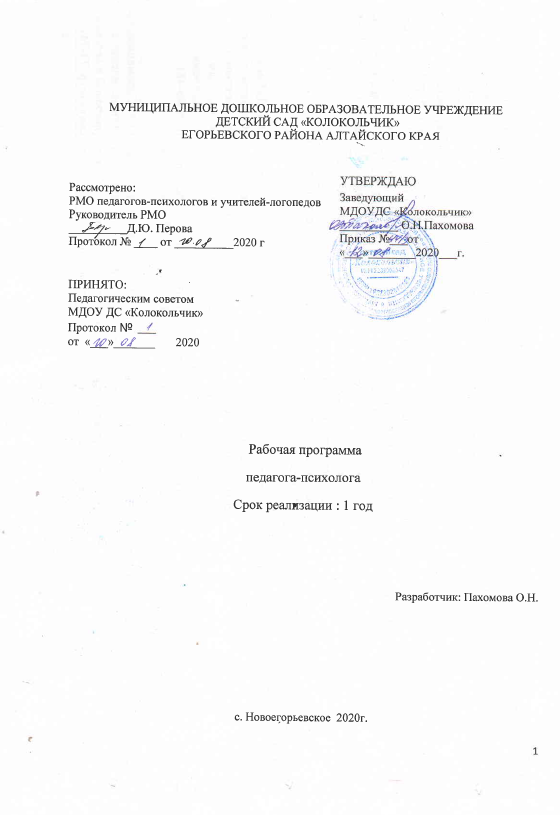 МУНИЦИПАЛЬНОЕ ДОШКОЛЬНОЕ ОБРАЗОВАТЕЛЬНОЕ УЧРЕЖДЕНИЕ
ДЕТСКИЙ САД «КОЛОКОЛЬЧИК»
ЕГОРЬЕВСКОГО РАЙОНА АЛТАЙСКОГО КРАЯ
Рассмотрено:
РМО педагогов-психологов и учителей-логопедов
Руководитель РМО
Д.Ю. Перова
Протокол № 1 от 10.08 2020 г
УТВЕРЖДАЮ
Заведующий
МДОУДС «Колокольчик»
О.Н.Пахомова
Приказ № от
« » 08 2020 г.
ПРИНЯТО:
Педагогическим советом
МДОУ ДС «Колокольчик»
Протокол № 1
от «10» 08 2020
Рабочая программа
педагога-психолога
Срок реализации : 1 год
Разработчик: Пахомова О.Н.
с. Новоегорьевское 2020г.
1